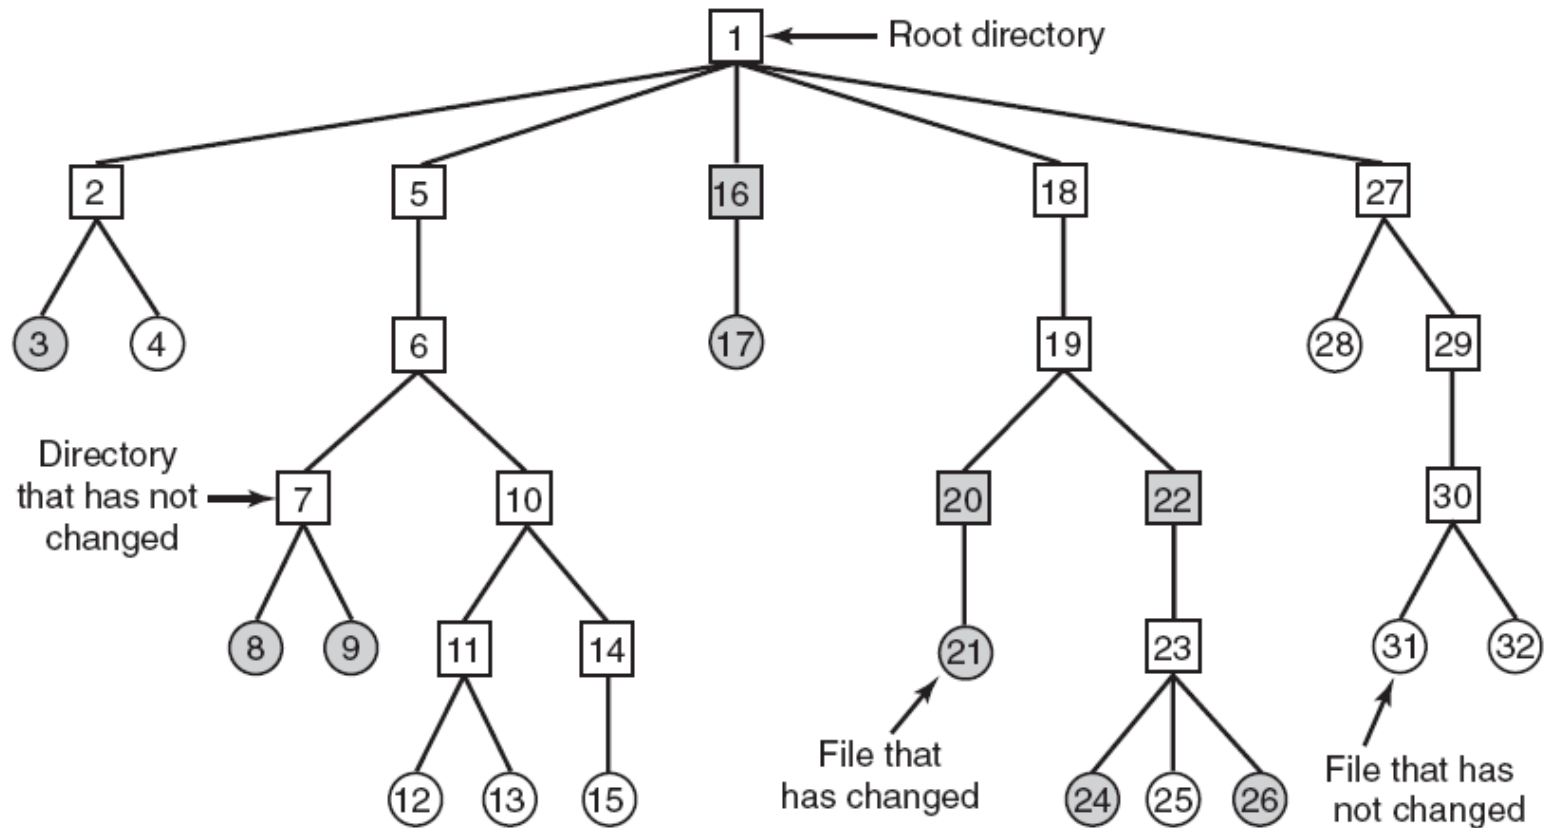 1 Root directory
2 5 16 18 27
3 4 6 17 19 28 29
Directory
that has not
changed
7 10 20 22 30
8 9 11 14 21 23 31 32
File that
has changed
File that has
not changed
12 13 15 24 25 26